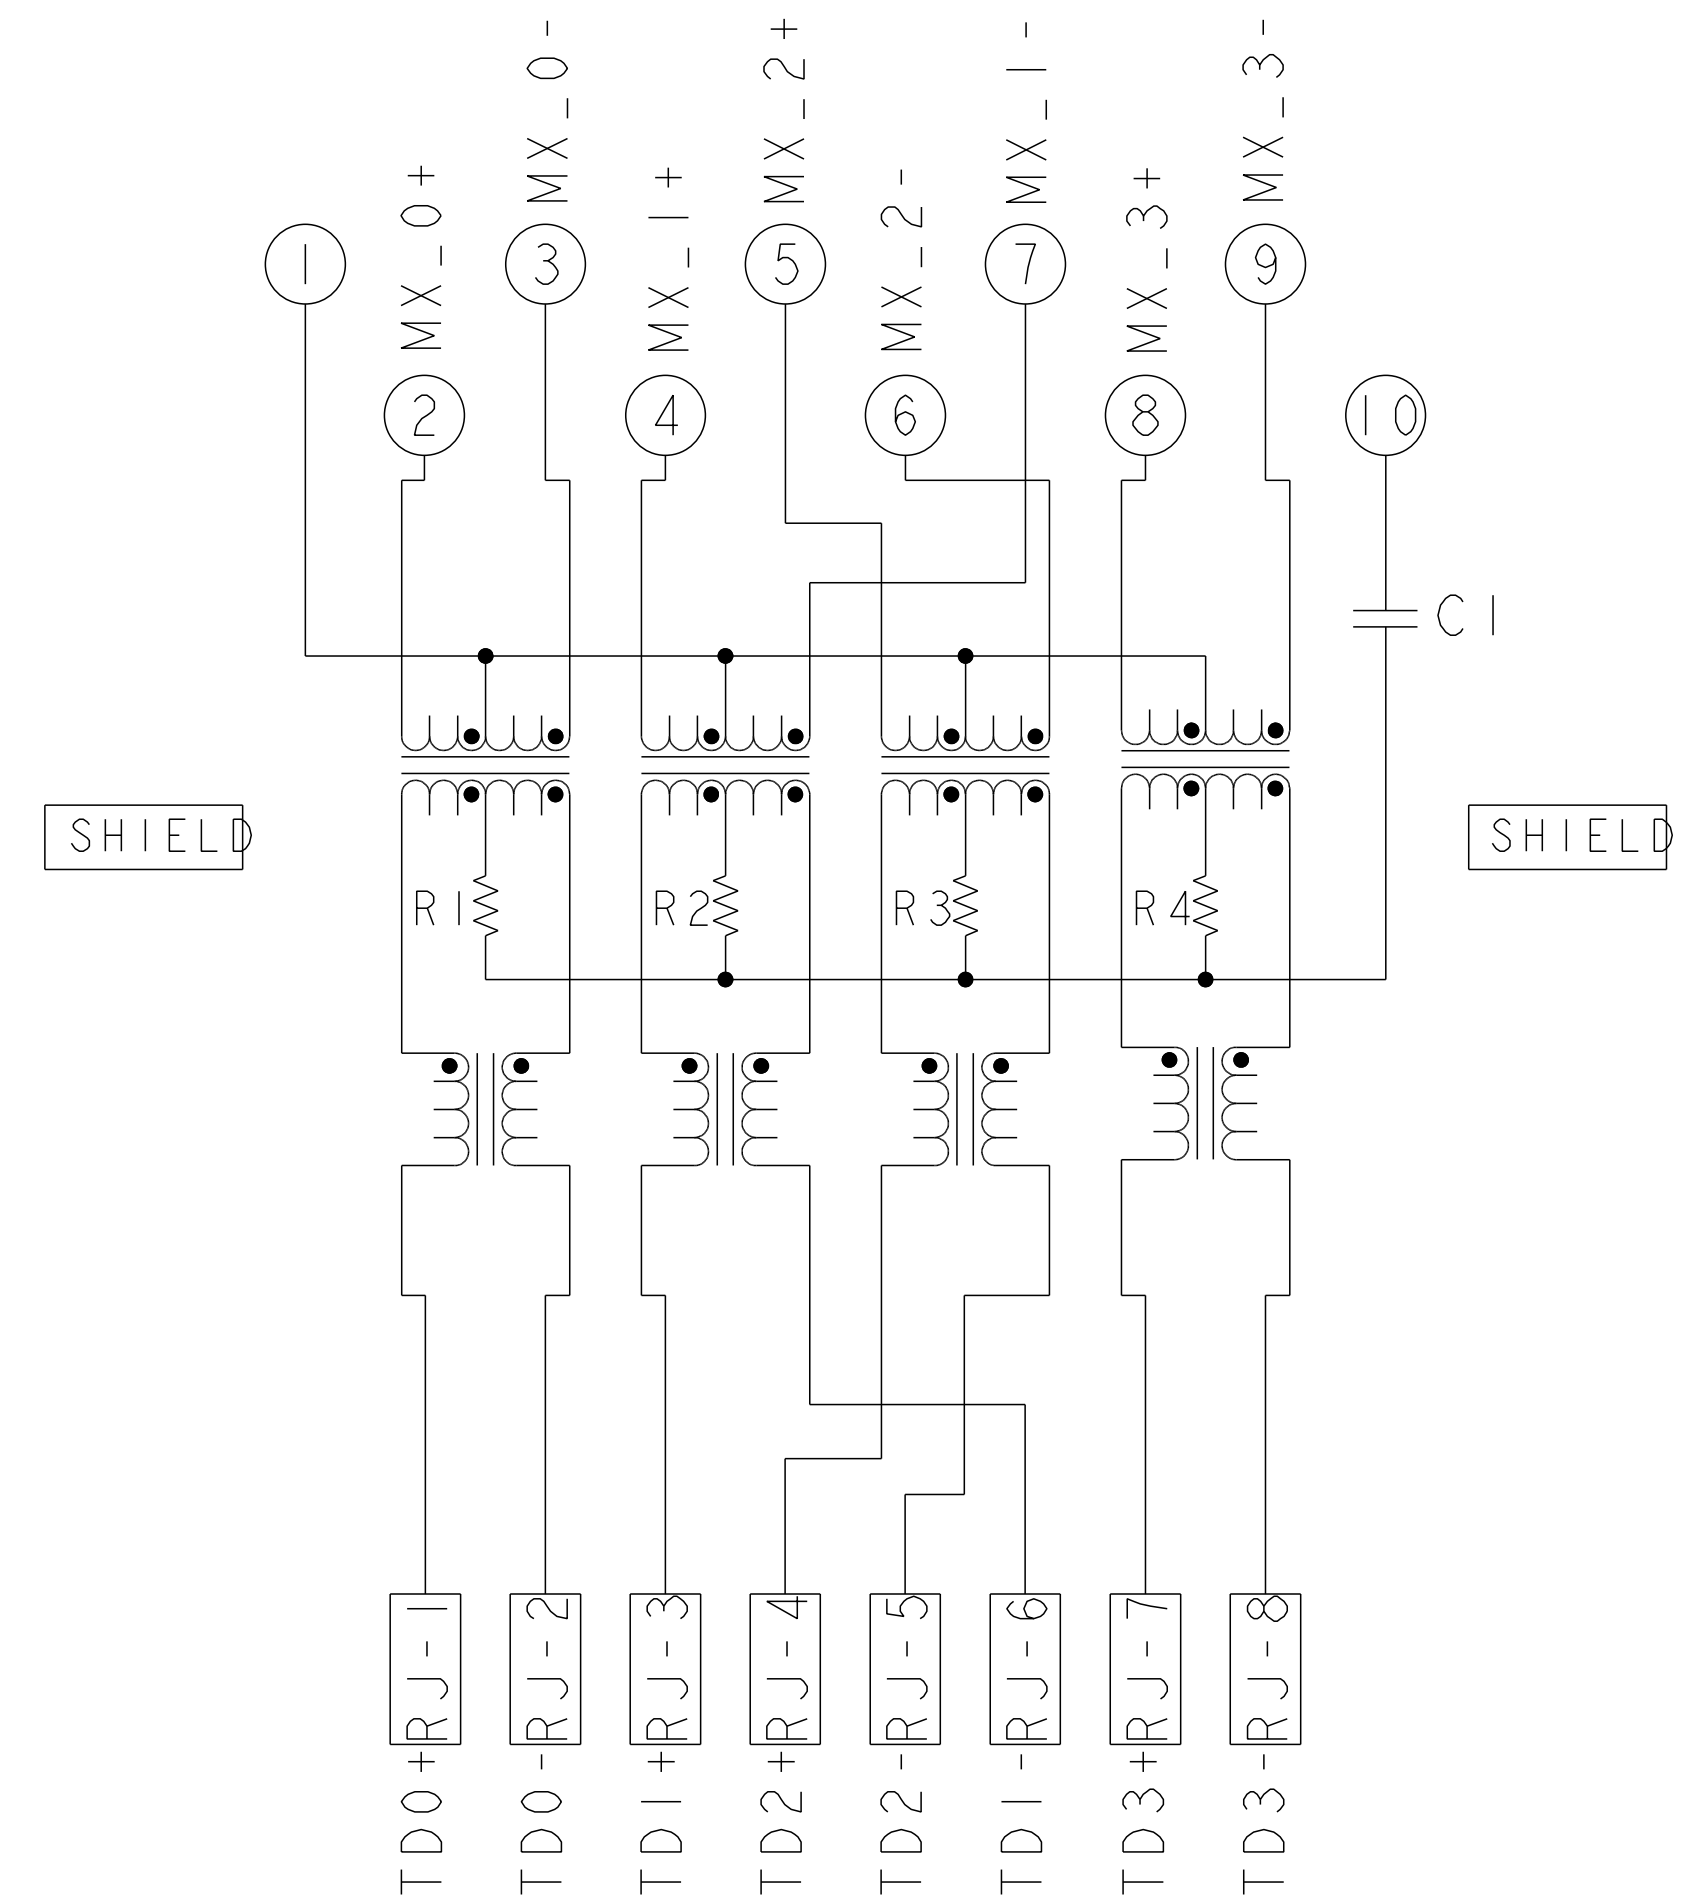 MX_0+
MX_0-
MX_1+
MX_2+
MX_2-
MX_1-
MX_3+
MX_3-
1
3
5
7
9
2
4
6
8
10
C1
SHIELD
SHIELD
R1
R2
R3
R4
RJ-1
RJ-2
RJ-3
RJ-4
RJ-5
RJ-6
RJ-7
RJ-8
TD0+
TD0-
TD1+
TD2+
TD2-
TD1-
TD3+
TD3-